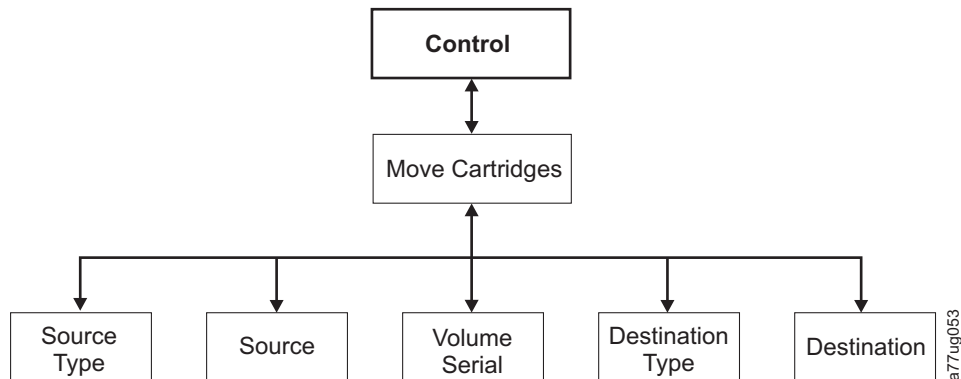 Control
Move Cartridges
Source
Type
Source
Volume
Serial
Destination
Type
Destination
a77ug053